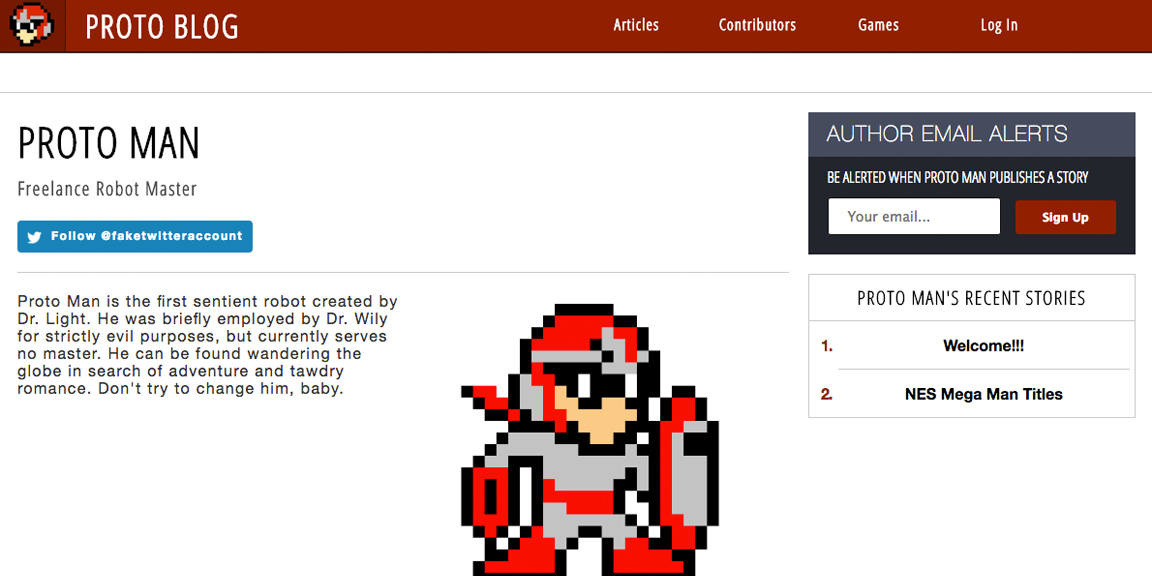 PROTO BLOG
Articles
Contributors
Games
Log In
PROTO MAN
Freelance Robot Master
Follow @faketwitteraccount
Proto Man is the first sentient robot created by
Dr. Light. He was briefly employed by Dr. Wily
for strictly evil purposes, but currently serves
no master. He can be found wandering the
globe in search of adventure and tawdry
romance. Don't try to change him, baby.
AUTHOR EMAIL ALERTS
BE ALERTED WHEN PROTO MAN PUBLISHES A STORY
Your email...
Sign Up
PROTO MAN'S RECENT STORIES
1. Welcome!!!
2. NES Mega Man Titles